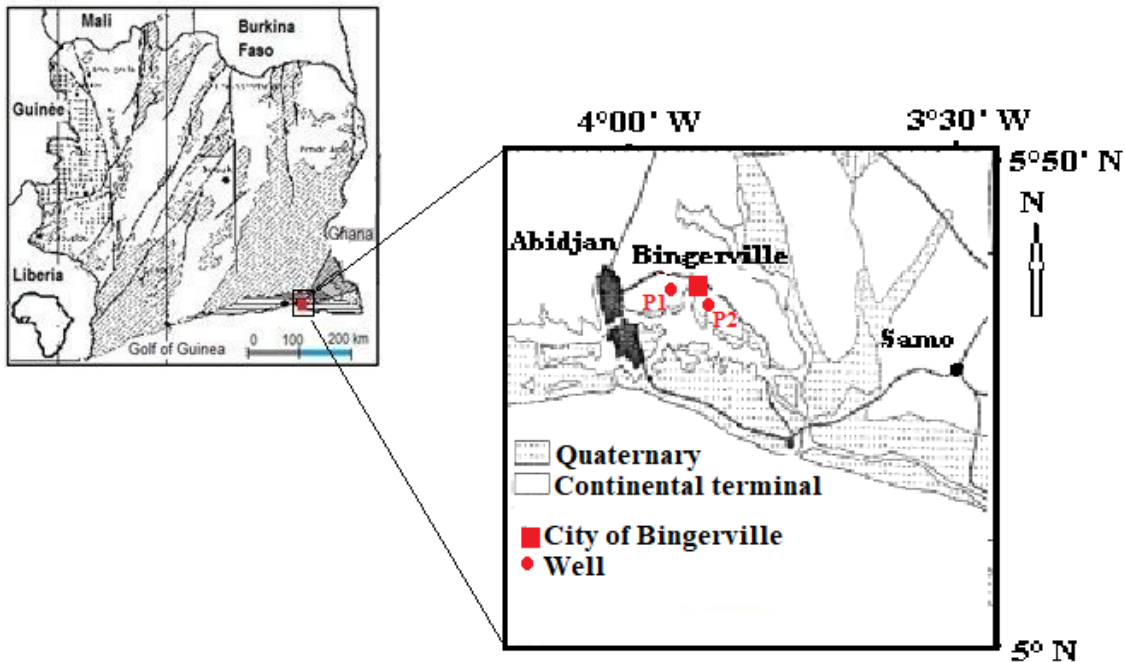 Mali
Burkina
Faso
Guinée
Ghana
Liberia
0 100 200 km
Golf of Guinea
4°00' W
3°30' W
5°50' N
N
Abidjan
Bingerville
P1
P2
Samo
Quaternary
Continental terminal
City of Bingerville
Well
5° N